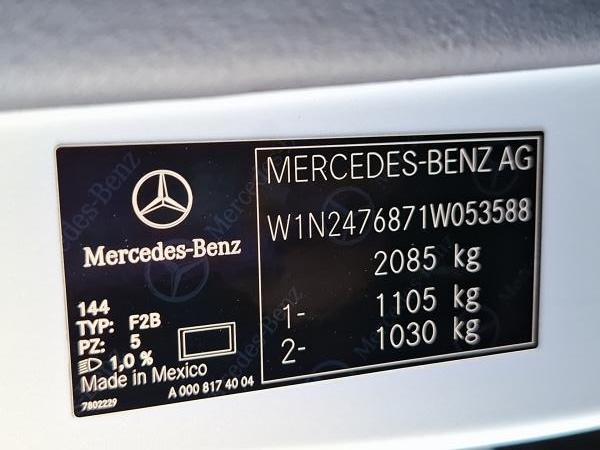 Mercedes-Benz
144
TYP: F2B
PZ: 5
1,0 %
Made in Mexico
7802229
A 000 817 40 04
MERCEDES-BENZ AG
W1N2476871W053588
2085 kg
1- 1105 kg
2- 1030 kg